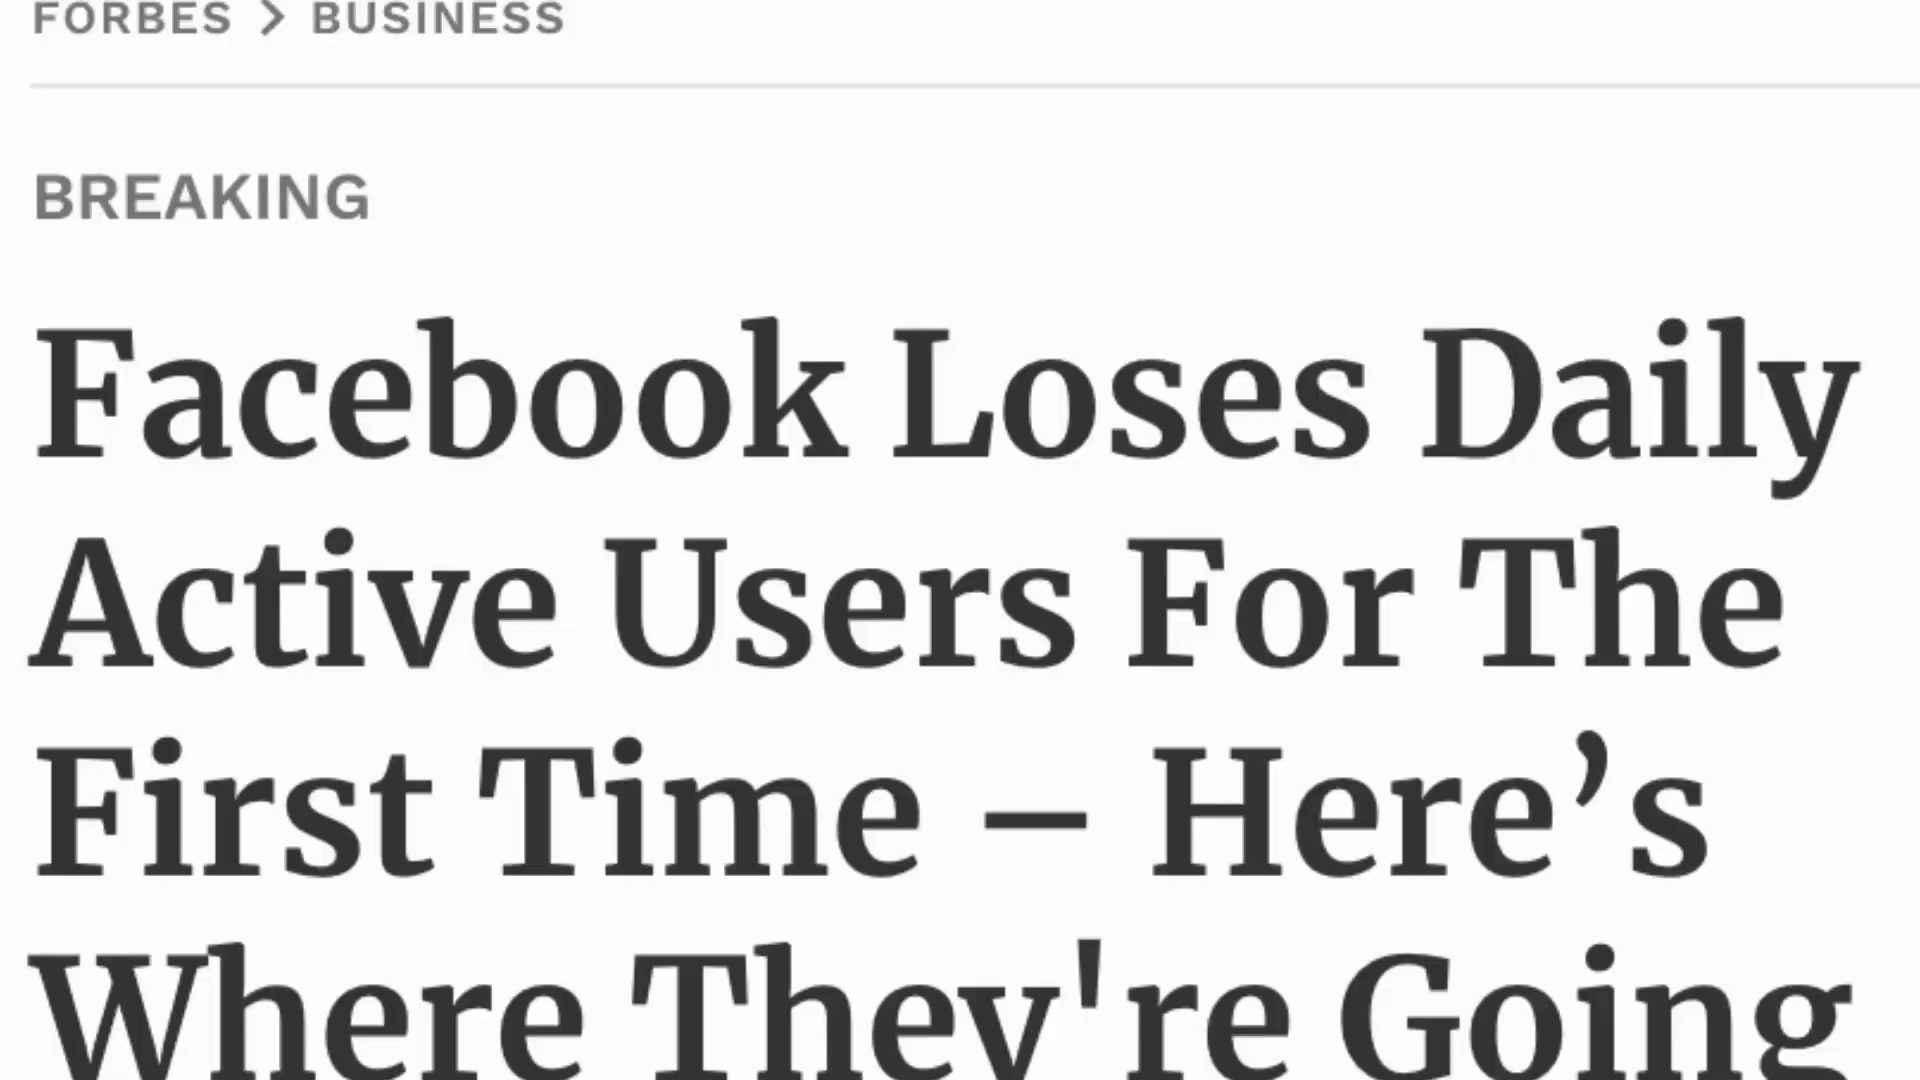 FORBES > BUSINESS
BREAKING
Facebook Loses Daily
Active Users For The
First Time – Here’s
Where They're Going